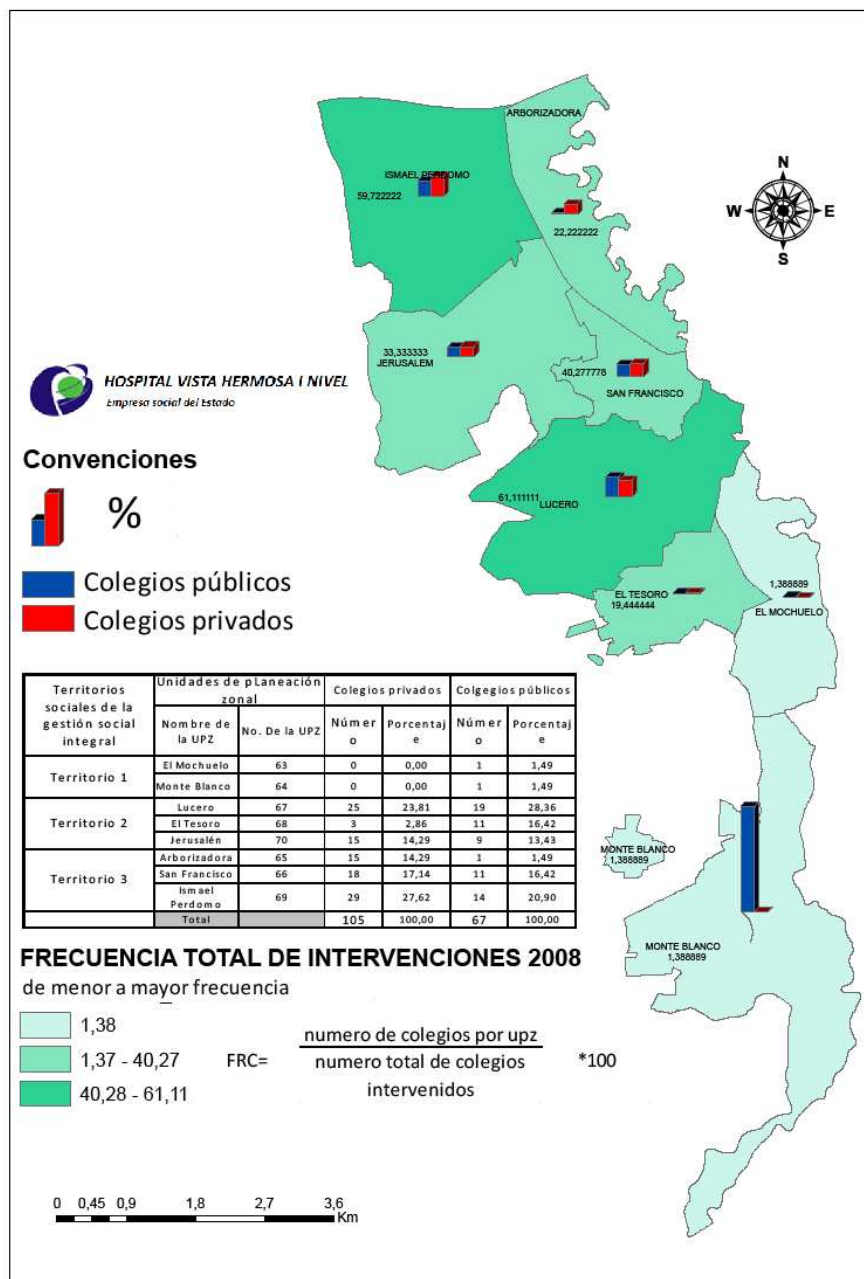 ARBORIZADORA
ISMAEL PERDOMO
59,722222
N
W
E
S
22,222222
33,333333
JERUSALEM
40,277778
SAN FRANCISCO
HOSPITAL VISTA HERMOSA I NIVEL
Empresa social del Estado
Convenciones
%
61,111111
LUCERO
Colegios públicos
Colegios privados
EL TESORO
19,444444
1,388889
EL MOCHUELO
Territorios sociales de la gestión social integral
Unidades de pLaneación zonal
Colegios privados
Colgegios públicos
Nombre de la UPZ
No. De la UPZ
Número
Porcentaje
Número
Porcentaje
Territorio 1
El Mochuelo 63 0 0,00 1 1,49
Monte Blanco 64 0 0,00 1 1,49
Territorio 2
Lucero 67 25 23,81 19 28,36
El Tesoro 68 3 2,86 11 16,42
Jerusalén 70 15 14,29 9 13,43
Territorio 3
Arborizadora 65 15 14,29 1 1,49
San Francisco 66 18 17,14 11 16,42
Ismael Perdomo 69 29 27,62 14 20,90
Total 105 100,00 67 100,00
MONTE BLANCO
1,388889
MONTE BLANCO
1,388889
FRECUENCIA TOTAL DE INTERVENCIONES 2008
de menor a mayor frecuencia
1,38
1,37 - 40,27
40,28 - 61,11
FRC=
numero de colegios por upz
numero total de colegios
intervenidos
*100
0 0,45 0,9 1,8 2,7 3,6
Km